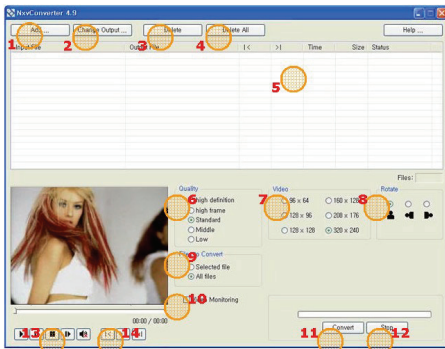 NxvConverter 4.9
Add ... Change Output ... Delete Delete All Help ...
1 2 3 4
Input File Output File |< >| Time Size Status
5
Files:
Quality Video Rotate
6 high definition 7 96 x 64 160 x 120 8
high frame 128 x 96 208 x 176
Standard 128 x 128 320 x 240
Middle
Low
9 File to Convert
Selected file
All files
10 Monitoring
00:00 / 00:00
13 14 |< >| 11 Convert Stop 12